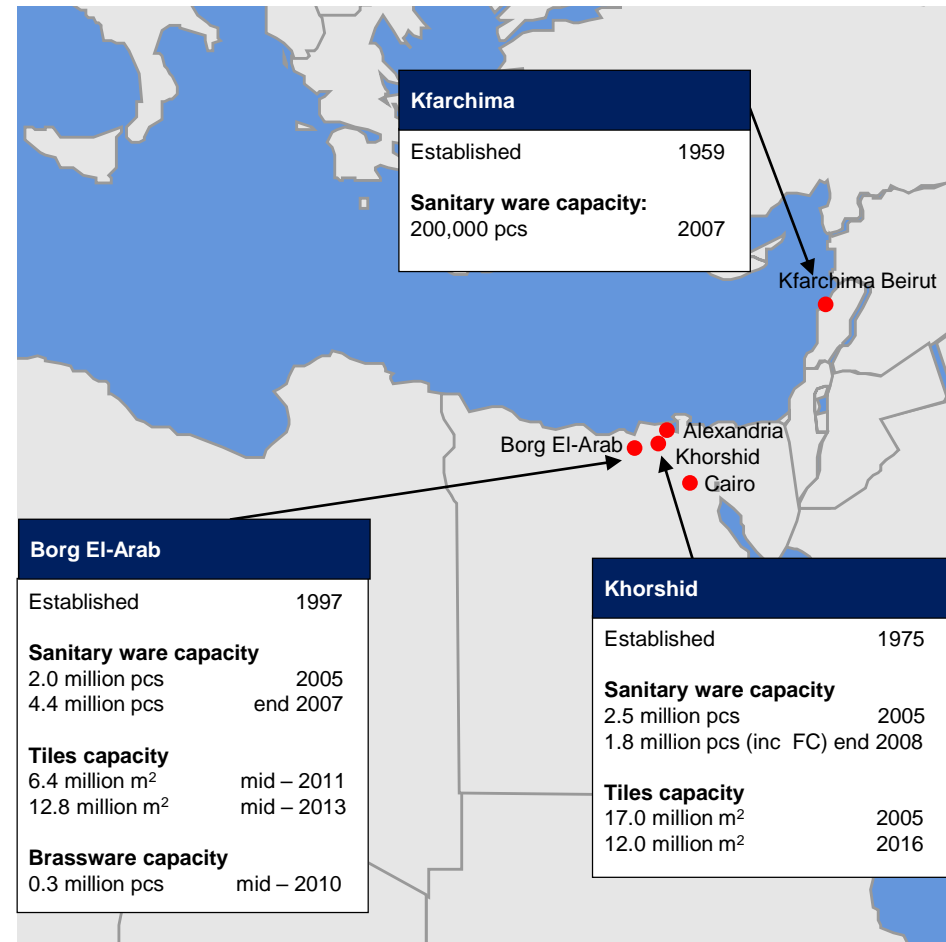 Kfarchima
Established 1959
Sanitary ware capacity:
200,000 pcs 2007
Kfarchima Beirut
Borg El-Arab
Alexandria
Khorshid
Cairo
Borg El-Arab
Established 1997
Sanitary ware capacity
2.0 million pcs 2005
4.4 million pcs end 2007
Tiles capacity
6.4 million m² mid – 2011
12.8 million m² mid – 2013
Brassware capacity
0.3 million pcs mid – 2010
Khorshid
Established 1975
Sanitary ware capacity
2.5 million pcs 2005
1.8 million pcs (inc FC) end 2008
Tiles capacity
17.0 million m² 2005
12.0 million m² 2016